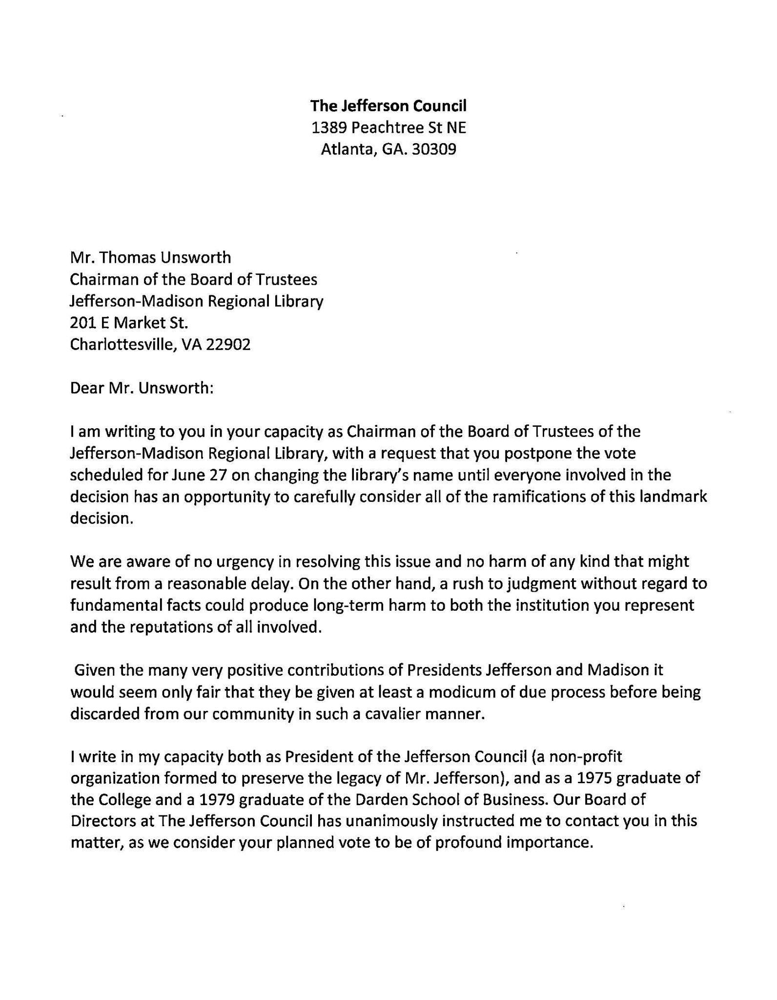 The Jefferson Council
1389 Peachtree St NE
Atlanta, GA. 30309
Mr. Thomas Unsworth
Chairman of the Board of Trustees
Jefferson-Madison Regional Library
201 E Market St.
Charlottesville, VA 22902
Dear Mr. Unsworth:
I am writing to you in your capacity as Chairman of the Board of Trustees of the
Jefferson-Madison Regional Library, with a request that you postpone the vote
scheduled for June 27 on changing the library's name until everyone involved in the
decision has an opportunity to carefully consider all of the ramifications of this landmark
decision.
We are aware of no urgency in resolving this issue and no harm of any kind that might
result from a reasonable delay. On the other hand, a rush to judgment without regard to
fundamental facts could produce long-term harm to both the institution you represent
and the reputations of all involved.
Given the many very positive contributions of Presidents Jefferson and Madison it
would seem only fair that they be given at least a modicum of due process before being
discarded from our community in such a cavalier manner.
I write in my capacity both as President of the Jefferson Council (a non-profit
organization formed to preserve the legacy of Mr. Jefferson), and as a 1975 graduate of
the College and a 1979 graduate of the Darden School of Business. Our Board of
Directors at The Jefferson Council has unanimously instructed me to contact you in this
matter, as we consider your planned vote to be of profound importance.